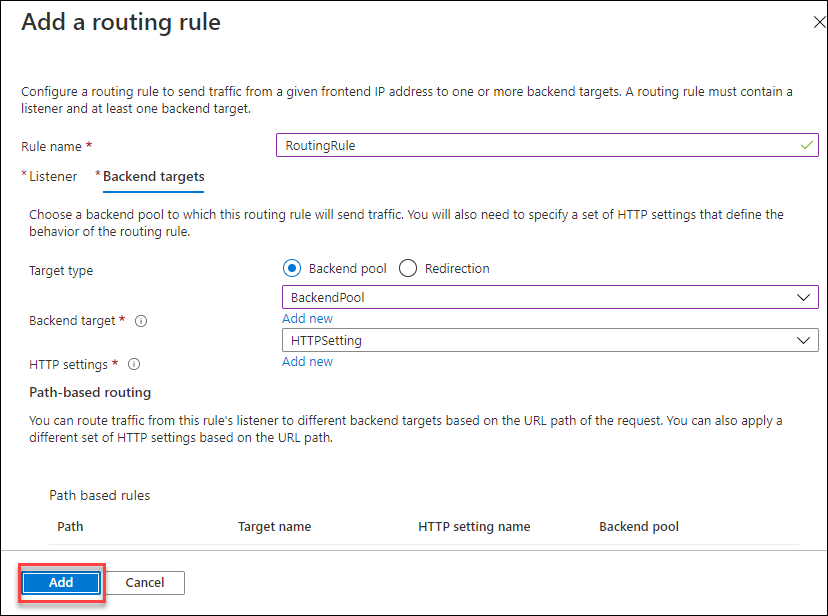 Add a routing rule
Configure a routing rule to send traffic from a given frontend IP address to one or more backend targets. A routing rule must contain a
listener and at least one backend target.
Rule name *
RoutingRule
* Listener * Backend targets
Choose a backend pool to which this routing rule will send traffic. You will also need to specify a set of HTTP settings that define the
behavior of the routing rule.
Target type
Backend pool Redirection
BackendPool
Backend target *
Add new
HTTPSetting
HTTP settings *
Add new
Path-based routing
You can route traffic from this rule's listener to different backend targets based on the URL path of the request. You can also apply a
different set of HTTP settings based on the URL path.
Path based rules
Path Target name HTTP setting name Backend pool
Add Cancel